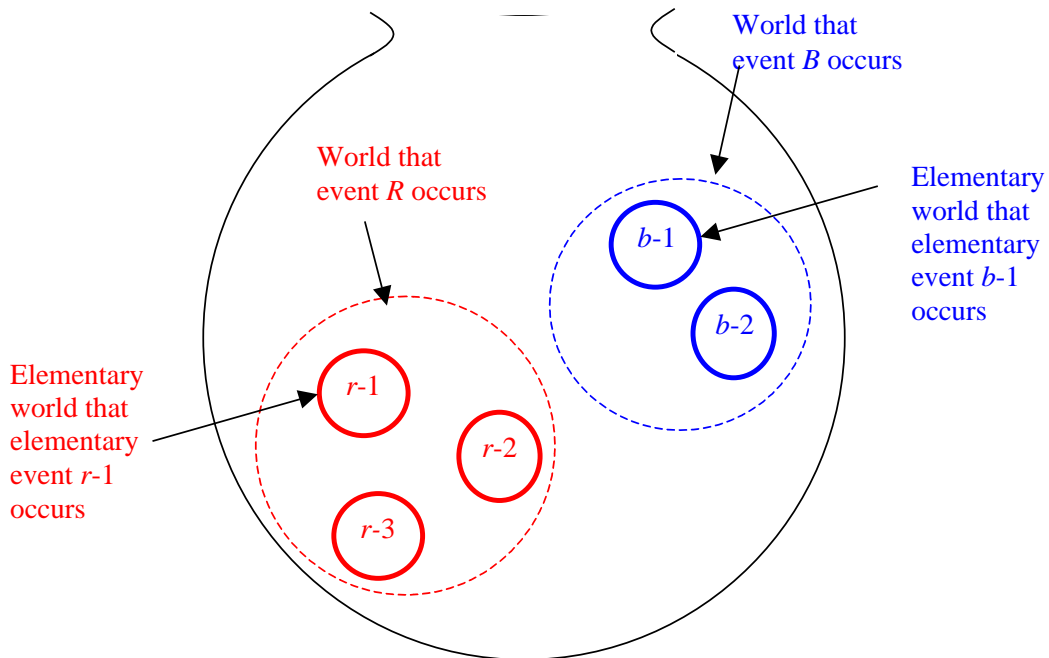 World that
event B occurs
World that
event R occurs
Elementary
world that
elementary
event b-1
occurs
b-1
b-2
Elementary
world that
elementary
event r-1
occurs
r-1
r-2
r-3